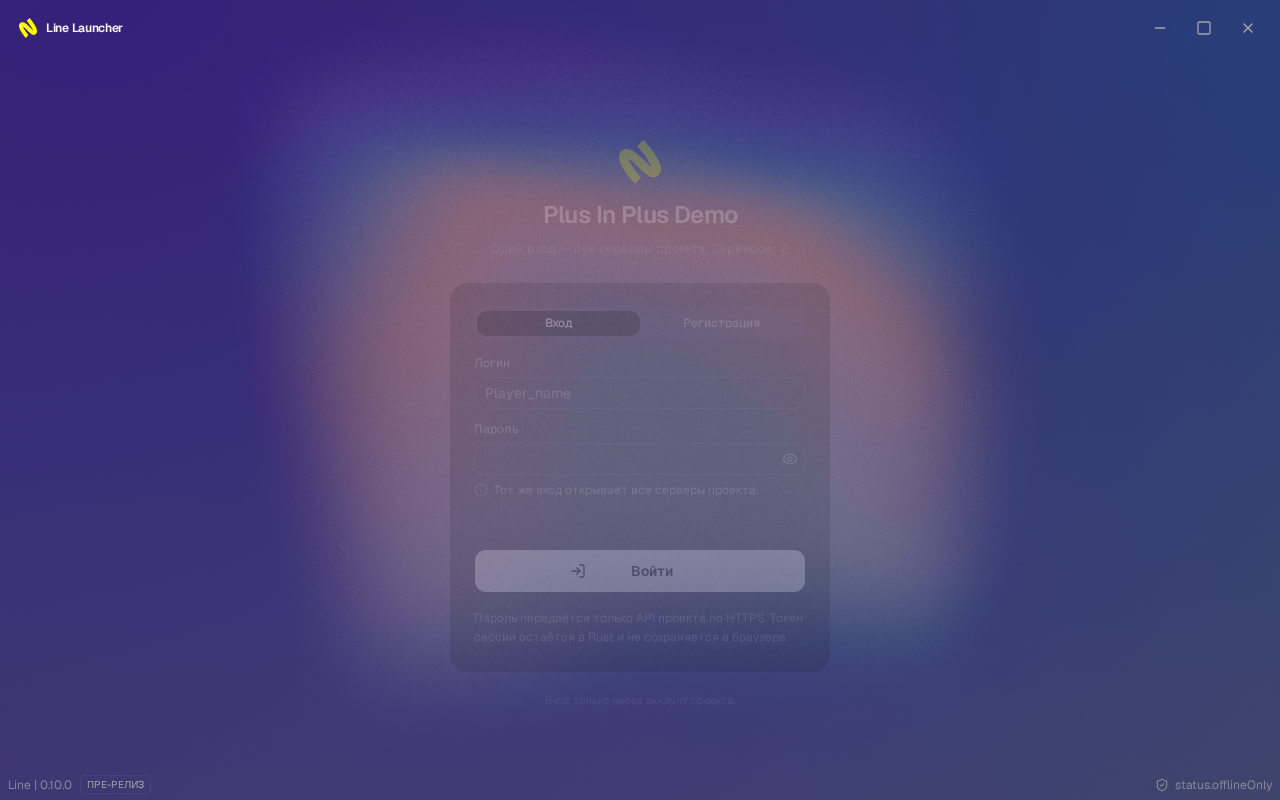 Line Launcher
Plus In Plus Demo
Один вход — все серверы проекта. Серверов: 2
Вход
Регистрация
Логин
Player_name
Пароль
Тот же вход открывает все серверы проекта.
Войти
Пароль передаётся только API проекта по HTTPS. Токен
сессии остаётся в Rust и не сохраняется в браузере.
Вход только через аккаунт проекта.
Line | 0.10.0
ПРЕ-РЕЛИЗ
status.offlineOnly